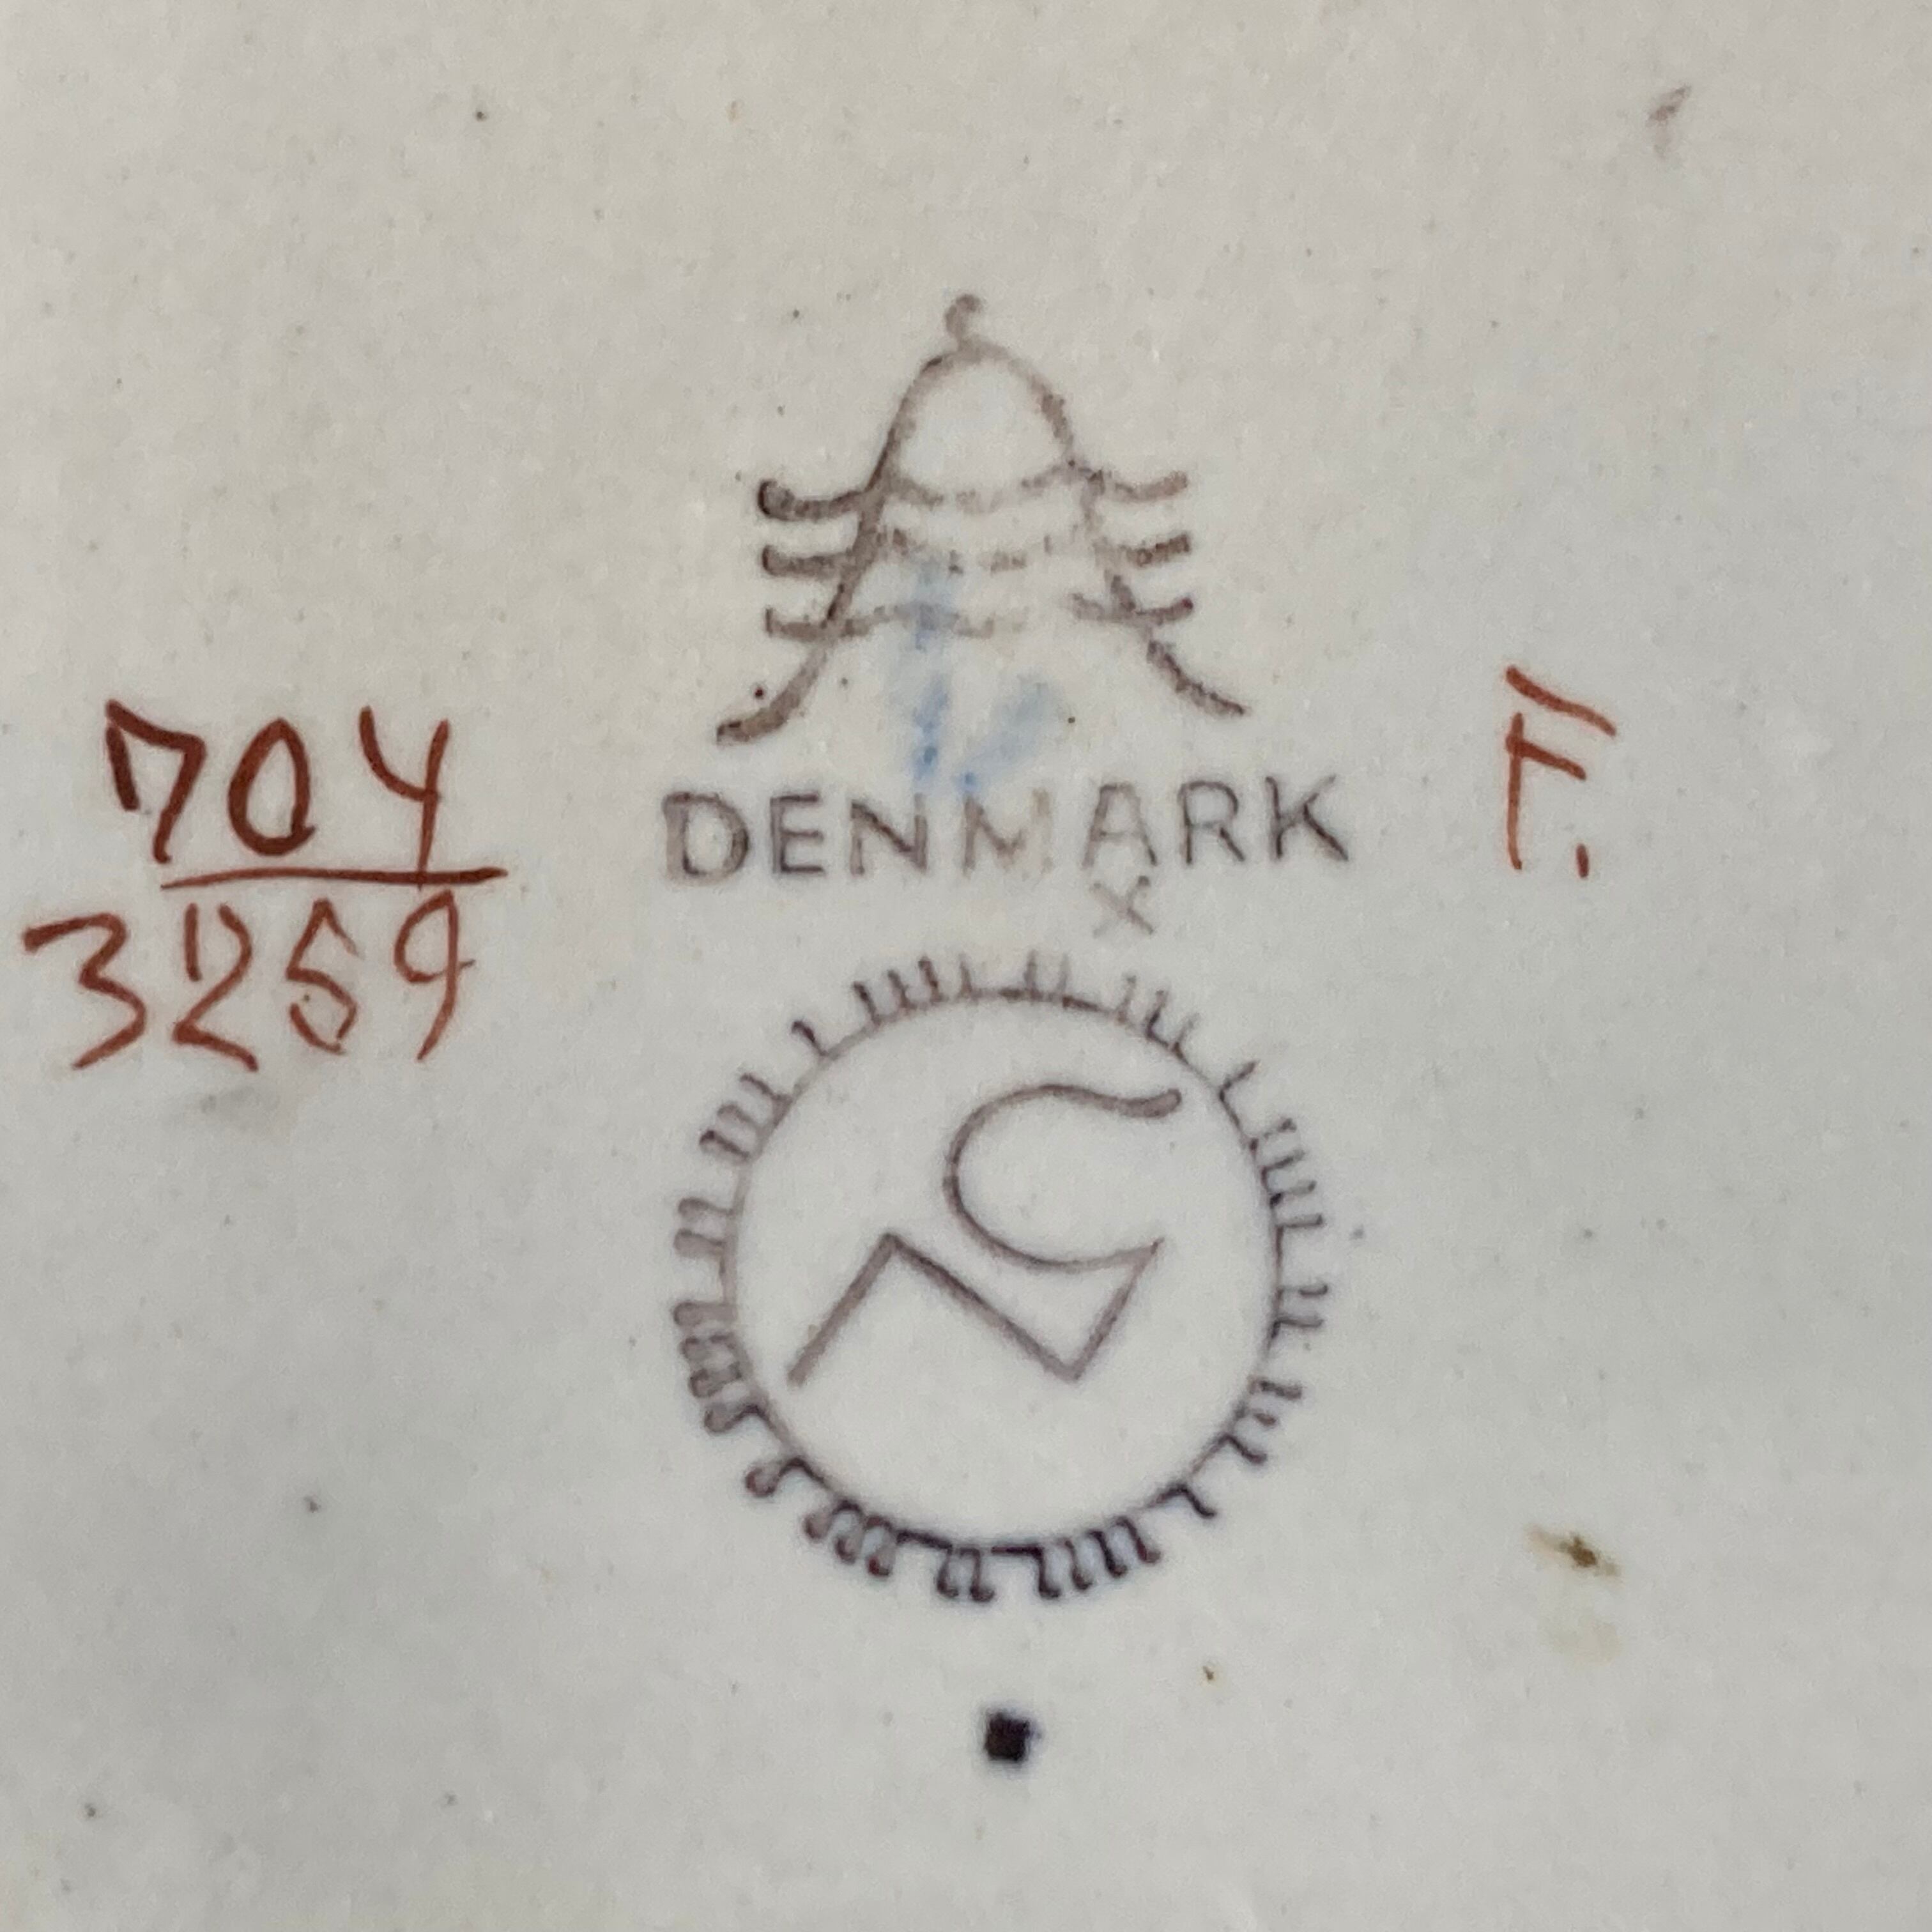 704
3259
DENMARK
x
F.